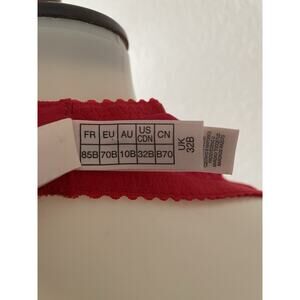 FR EU AU US CDN CN
85B 70B 10B 32B B70
UK 32B